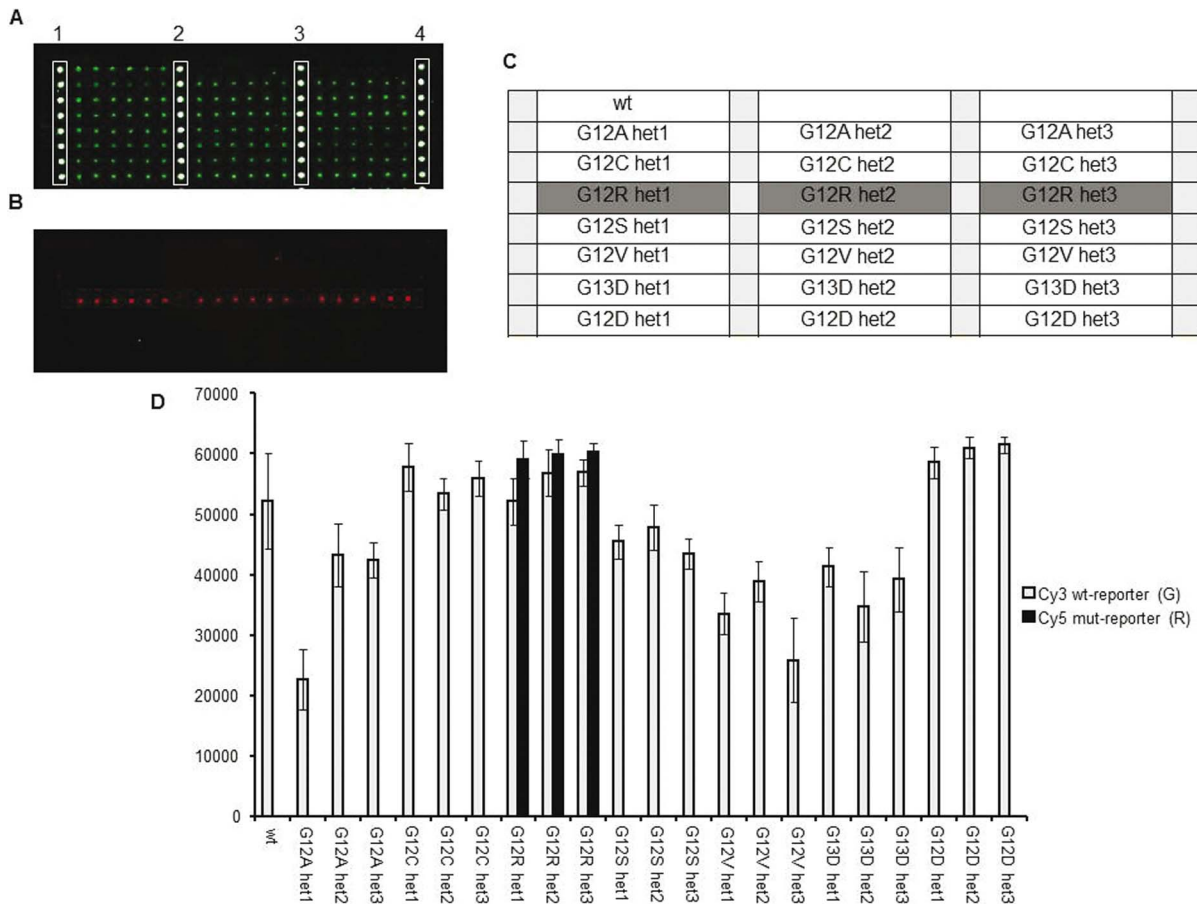 A
1 2 3 4
B
C
wt
G12A het1 G12A het2 G12A het3
G12C het1 G12C het2 G12C het3
G12R het1 G12R het2 G12R het3
G12S het1 G12S het2 G12S het3
G12V het1 G12V het2 G12V het3
G13D het1 G13D het2 G13D het3
G12D het1 G12D het2 G12D het3
D
70000
60000
50000
40000
30000
20000
10000
0
Cy3 wt-reporter (G)
Cy5 mut-reporter (R)
wt
G12A het1
G12A het2
G12A het3
G12C het1
G12C het2
G12C het3
G12R het1
G12R het2
G12R het3
G12S het1
G12S het2
G12S het3
G12V het1
G12V het2
G12V het3
G13D het1
G13D het2
G13D het3
G12D het1
G12D het2
G12D het3